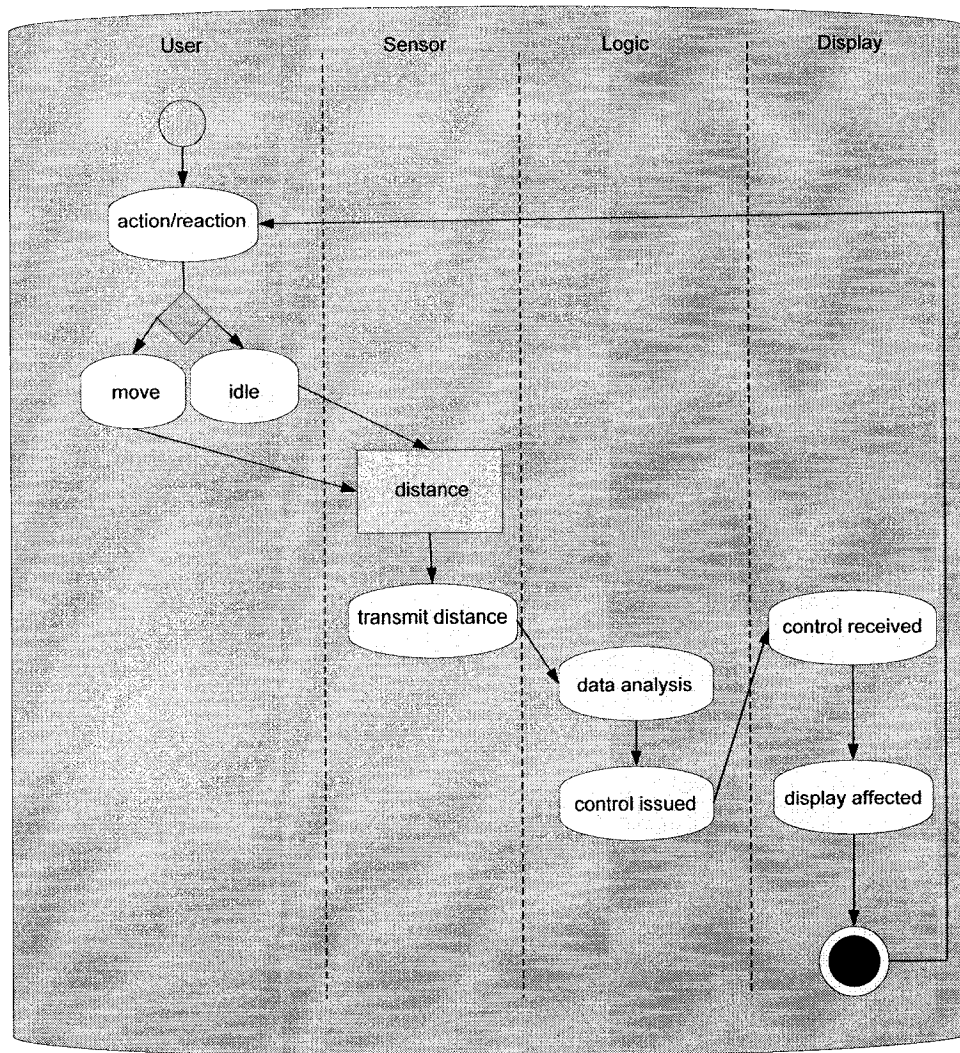 User
Sensor
Logic
Display
action/reaction
move
idle
distance
transmit distance
data analysis
control issued
control received
display affected